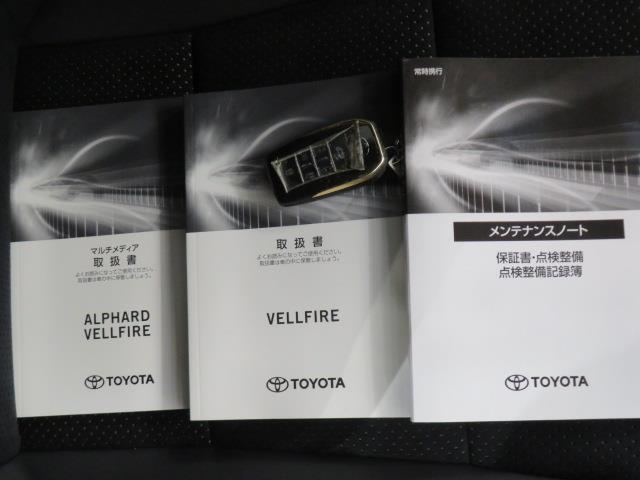 マルチメディア
取扱書
よくお読みになってご使用ください。
取扱書は車の中に保管しましょう。
ALPHARD
VELLFIRE
TOYOTA
取扱書
よくお読みになってご使用ください。
取扱書は車の中に保管しましょう。
VELLFIRE
TOYOTA
常時携行
メンテナンスノート
保証書・点検整備
点検整備記録簿
TOYOTA